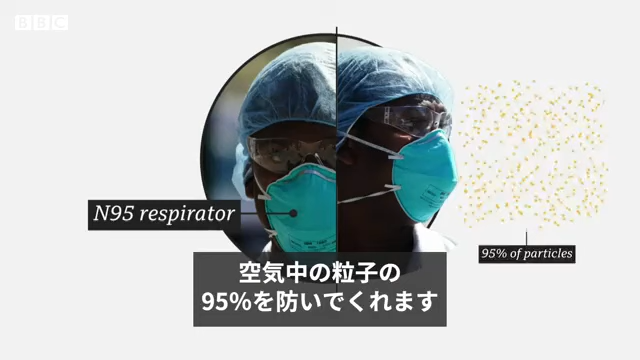 BBC
N95 respirator
95% of particles
空気中の粒子の
95%を防いでくれます